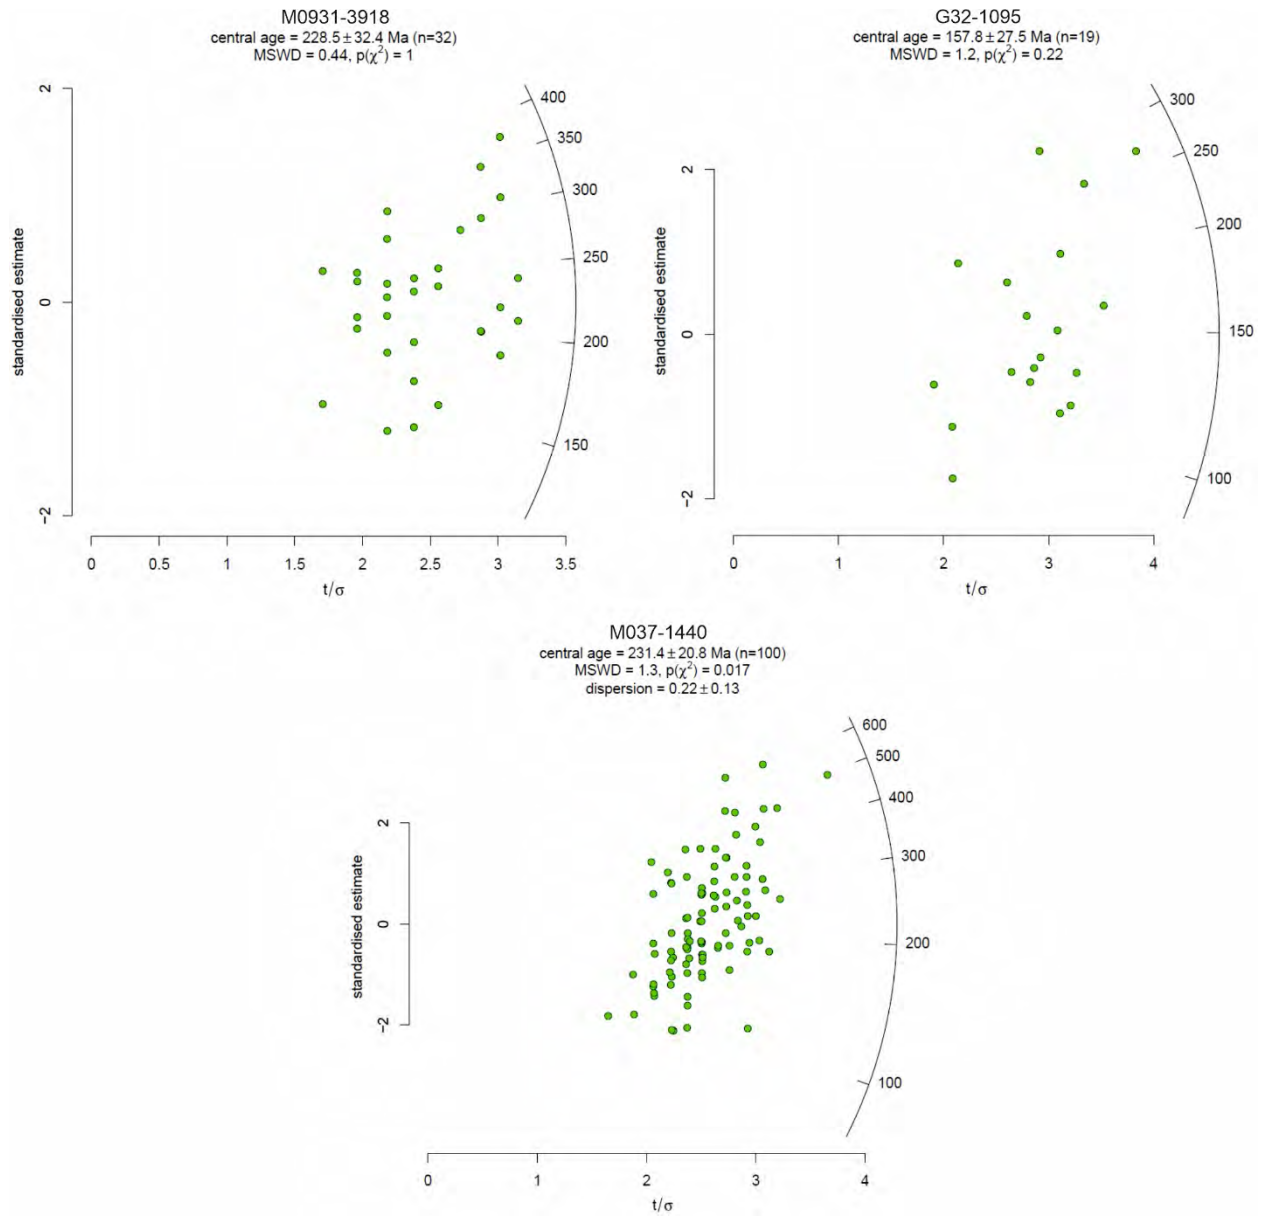 M0931-3918
central age = 228.5 ± 32.4 Ma (n=32)
MSWD = 0.44, p(χ²) = 1
2
0
−2
standardised estimate
400
350
300
250
200
150
0 0.5 1 1.5 2 2.5 3 3.5
t/σ
G32-1095
central age = 157.8 ± 27.5 Ma (n=19)
MSWD = 1.2, p(χ²) = 0.22
2
0
−2
standardised estimate
300
250
200
150
100
0 1 2 3 4
t/σ
M037-1440
central age = 231.4 ± 20.8 Ma (n=100)
MSWD = 1.3, p(χ²) = 0.017
dispersion = 0.22 ± 0.13
2
0
−2
standardised estimate
600
500
400
300
200
100
0 1 2 3 4
t/σ